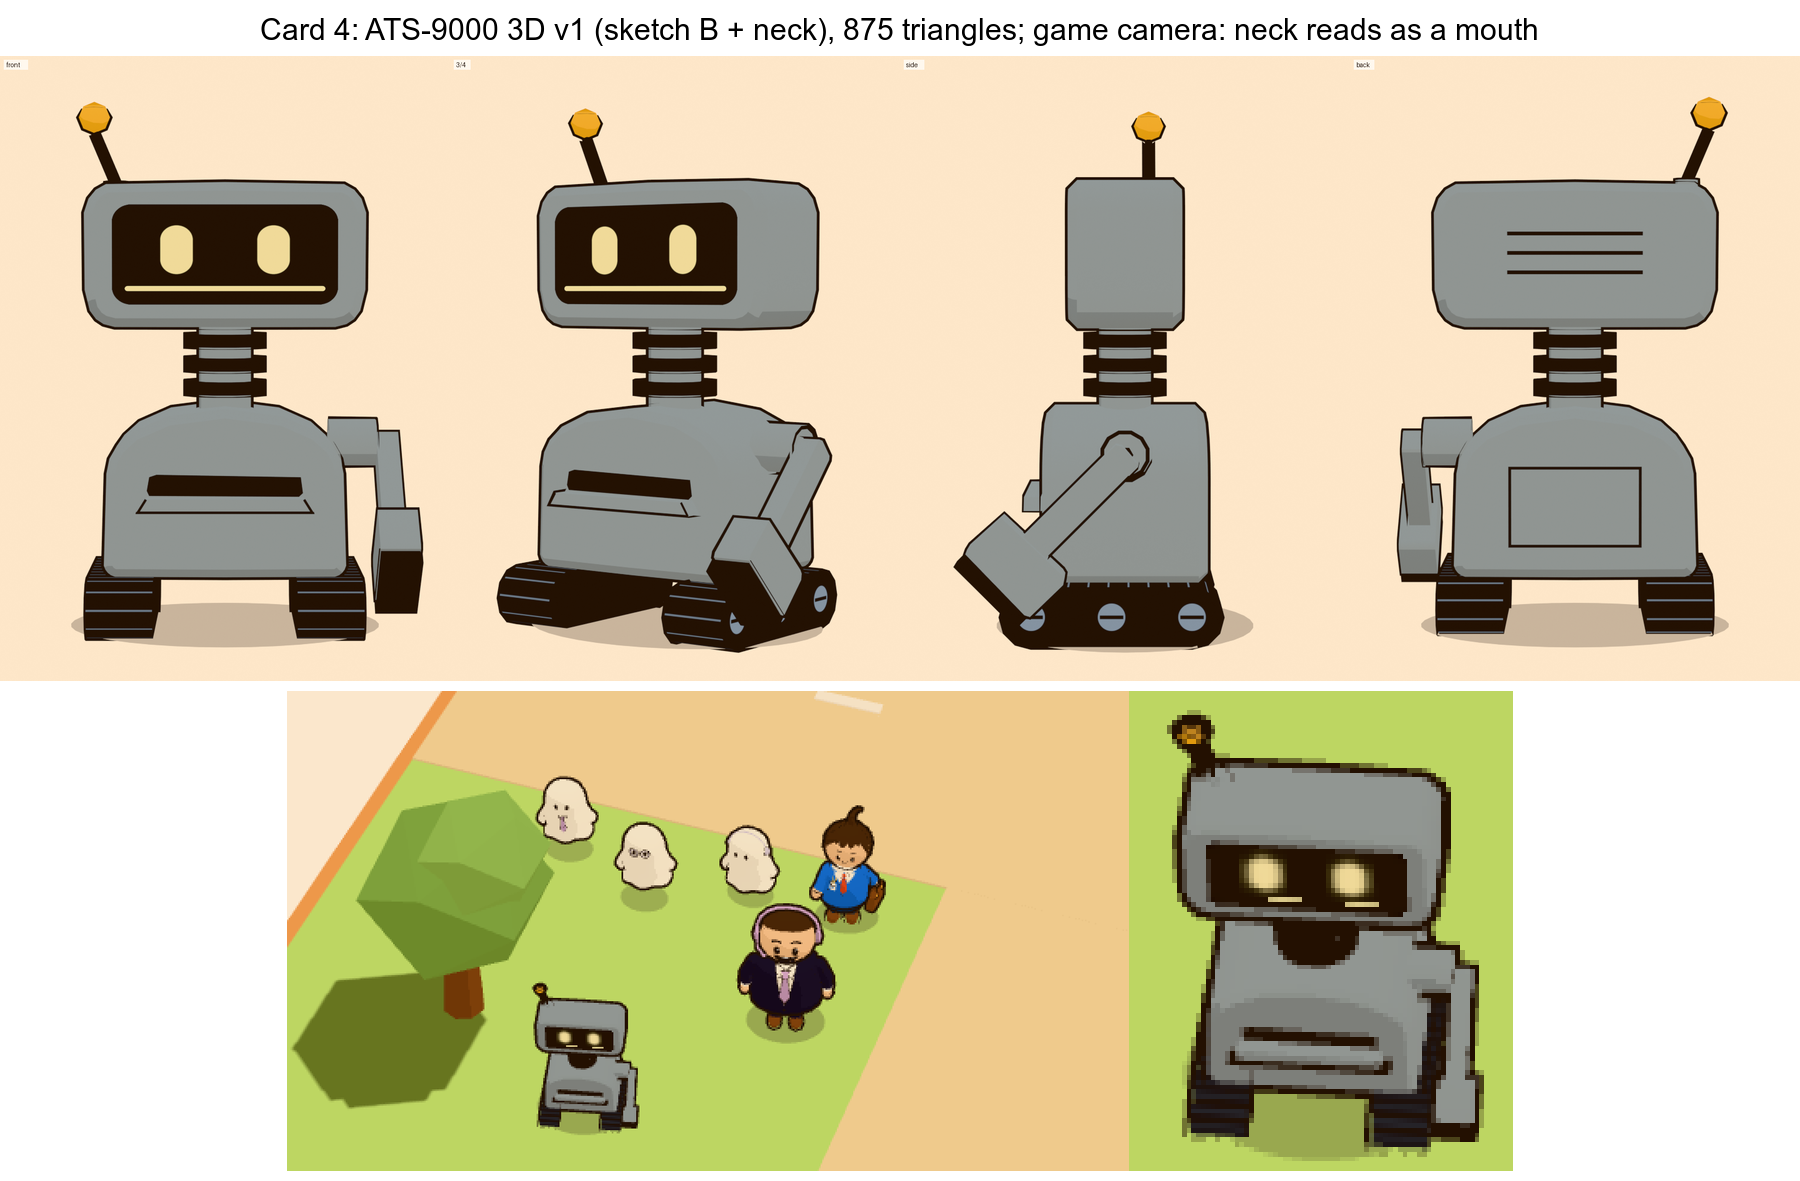 Card 4: ATS-9000 3D v1 (sketch B + neck), 875 triangles; game camera: neck reads as a mouth
front
3/4
side
back